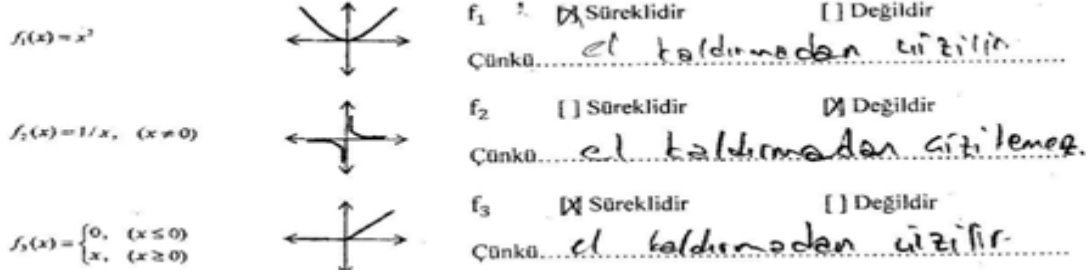 f₁ : [X] Süreklidir [ ] Değildir
f₁(x) = x²
Çünkü..... el kaldırmadan çizilir.
f₂ [ ] Süreklidir [X] Değildir
f₂(x) = 1/x, (x ≠ 0)
Çünkü..... el kaldırmadan çizilemez.
f₃ [X] Süreklidir [ ] Değildir
f₃(x) = {0, (x ≤ 0)
x, (x ≥ 0)
Çünkü..... el kaldırmadan çizilir.